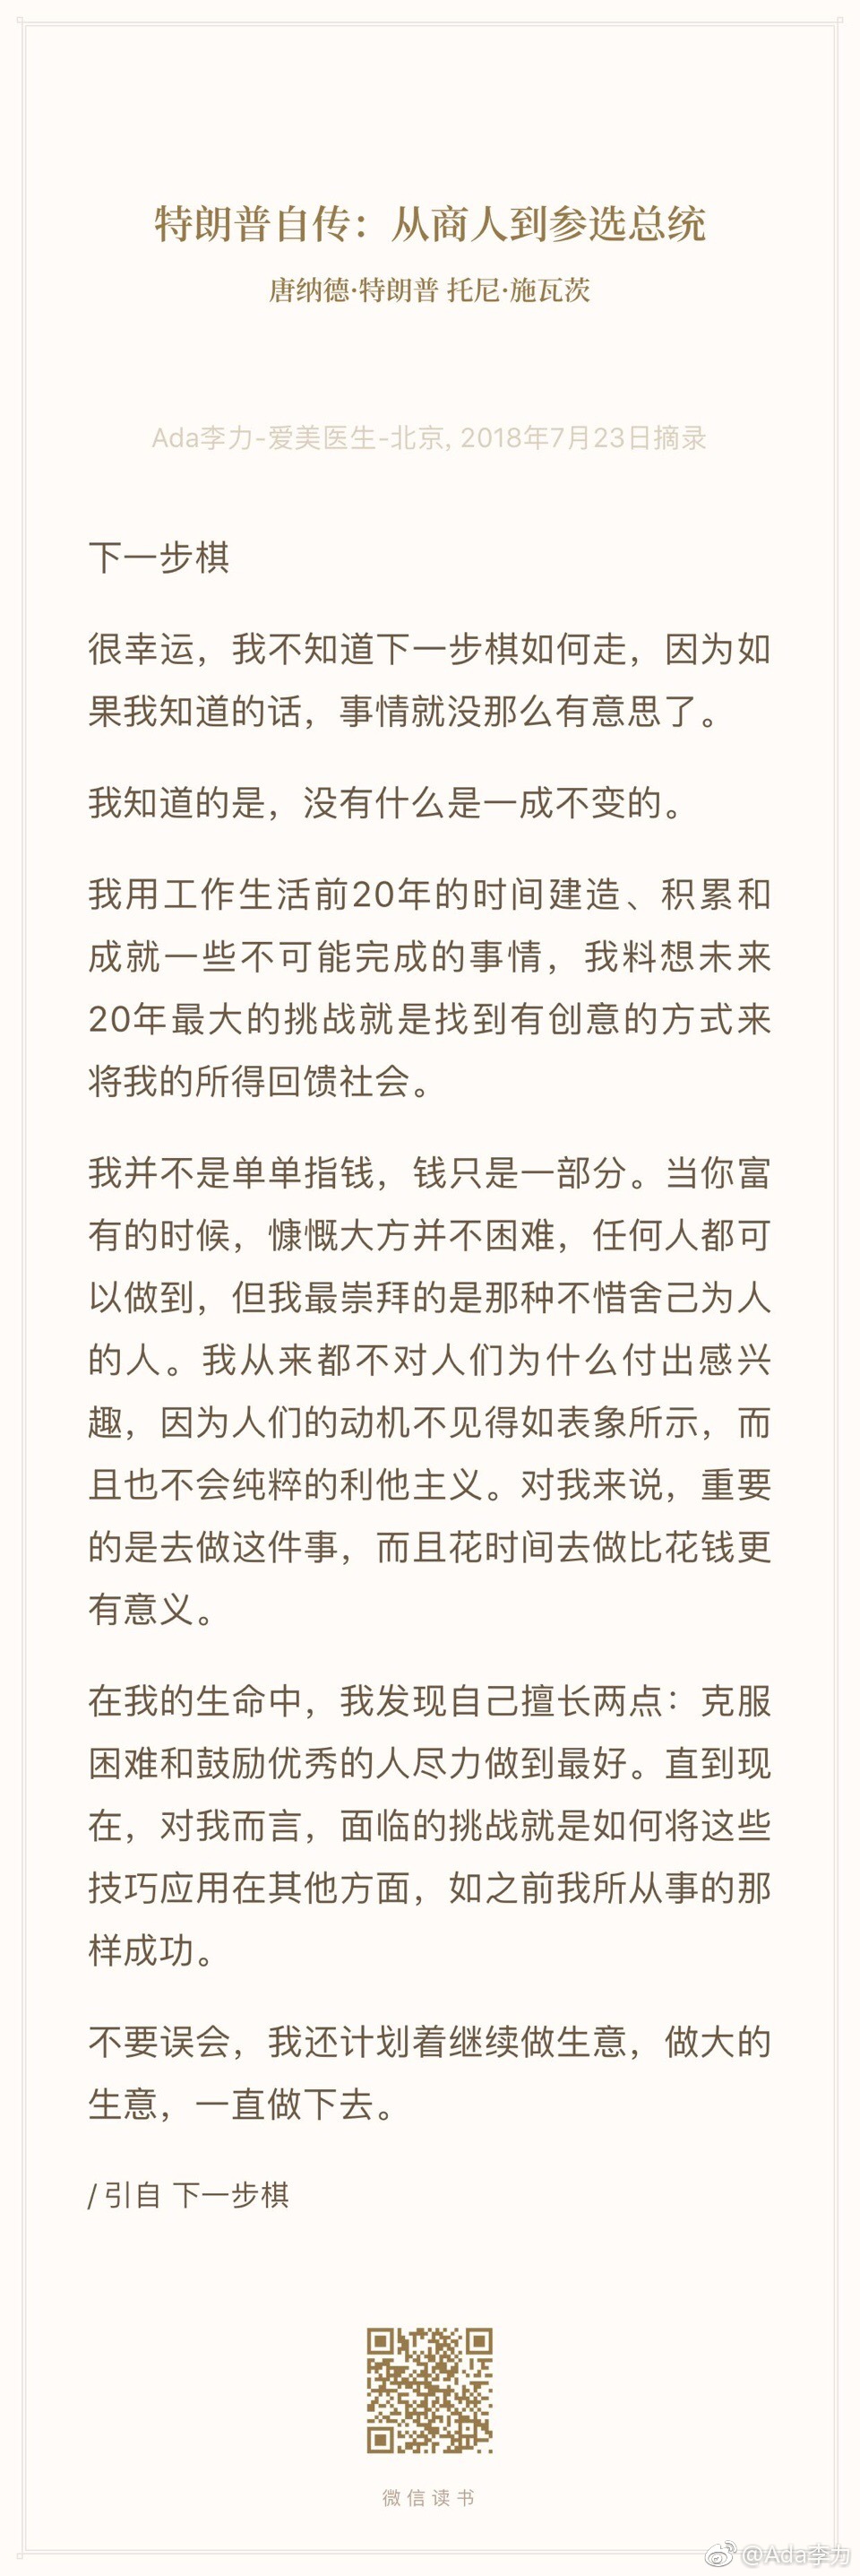 特朗普自传：从商人到参选总统
唐纳德·特朗普 托尼·施瓦茨
Ada李力-爱美医生-北京, 2018年7月23日摘录
下一步棋
很幸运，我不知道下一步棋如何走，因为如
果我知道的话，事情就没那么有意思了。
我知道的是，没有什么是一成不变的。
我用工作生活前20年的时间建造、积累和
成就一些不可能完成的事情，我料想未来
20年最大的挑战就是找到有创意的方式来
将我的所得回馈社会。
我并不是单单指钱，钱只是一部分。当你富
有的时候，慷慨大方并不困难，任何人都可
以做到，但我最崇拜的是那种不惜舍己为人
的人。我从来都不对人们为什么付出感兴
趣，因为人们的动机不见得如表象所示，而
且也不会纯粹的利他主义。对我来说，重要
的是去做这件事，而且花时间去做比花钱更
有意义。
在我的生命中，我发现自己擅长两点：克服
困难和鼓励优秀的人尽力做到最好。直到现
在，对我而言，面临的挑战就是如何将这些
技巧应用在其他方面，如之前我所从事的那
样成功。
不要误会，我还计划着继续做生意，做大的
生意，一直做下去。
/ 引自 下一步棋
微信读书
@Ada李力